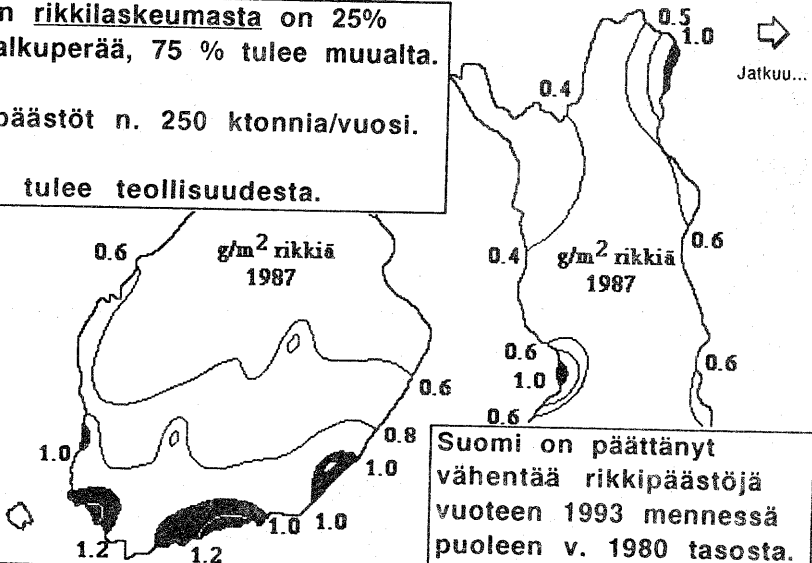 n rikkilaskeumasta on 25%
alkuperää, 75 % tulee muualta.
päästöt n. 250 ktonnia/vuosi.
tulee teollisuudesta.
0.5
1.0
Jatkuu...
0.4
0.6
g/m2 rikkiä
1987
0.4
g/m2 rikkiä
1987
0.6
0.6
1.0
0.6
0.6
0.6
0.8
1.0
1.0
1.0
1.0
1.2
1.2
Suomi on päättänyt
vähentää rikkipäästöjä
vuoteen 1993 mennessä
puoleen v. 1980 tasosta.